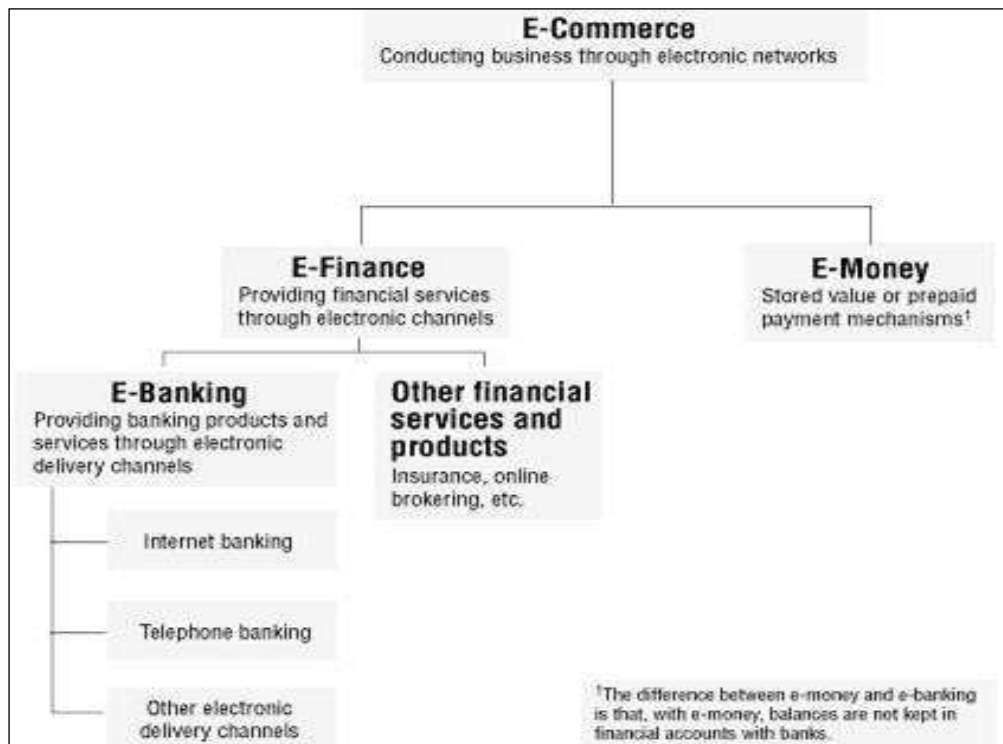 E-Commerce
Conducting business through electronic networks
E-Finance
Providing financial services
through electronic channels
E-Money
Stored value or prepaid
payment mechanisms¹
E-Banking
Providing banking products and
services through electronic
delivery channels
Other financial
services and
products
Insurance, online
brokering, etc.
Internet banking
Telephone banking
Other electronic
delivery channels
¹The difference between e-money and e-banking
is that, with e-money, balances are not kept in
financial accounts with banks.